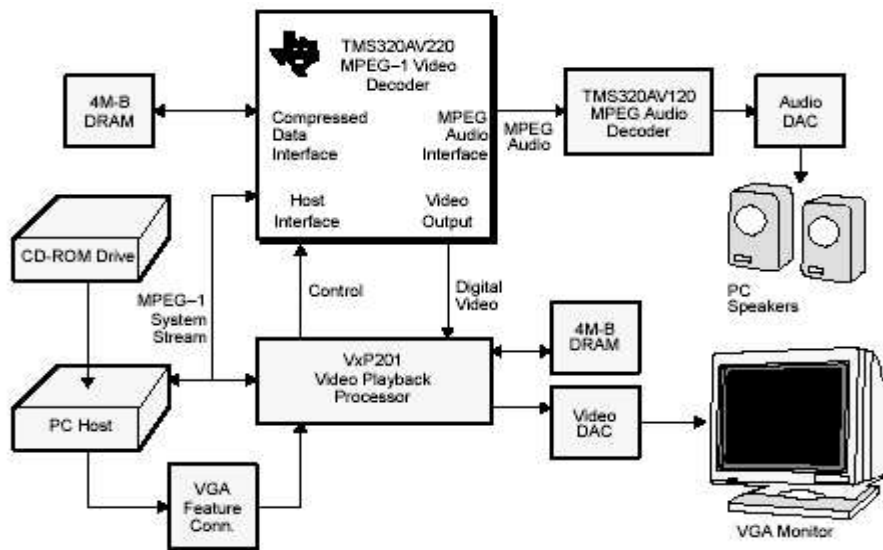 TMS320AV220
MPEG–1 Video
Decoder
4M-B
DRAM
Compressed
Data
Interface
MPEG
Audio
Interface
MPEG
Audio
TMS320AV120
MPEG Audio
Decoder
Audio
DAC
Host
Interface
Video
Output
CD-ROM Drive
PC
Speakers
MPEG–1
System
Stream
Control
Digital
Video
4M-B
DRAM
VxP201
Video Playback
Processor
PC Host
Video
DAC
VGA
Feature
Conn.
VGA Monitor